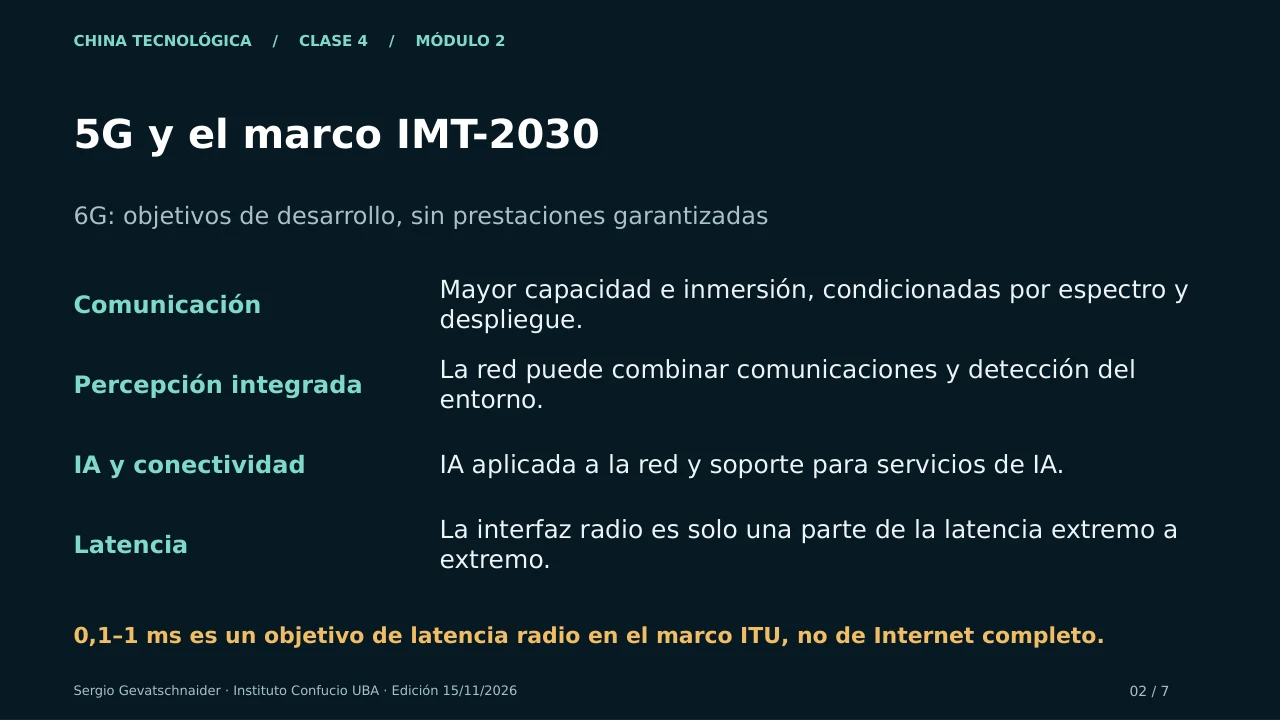 CHINA TECNOLÓGICA / CLASE 4 / MÓDULO 2
5G y el marco IMT-2030
6G: objetivos de desarrollo, sin prestaciones garantizadas
Comunicación
Mayor capacidad e inmersión, condicionadas por espectro y
despliegue.
Percepción integrada
La red puede combinar comunicaciones y detección del
entorno.
IA y conectividad
IA aplicada a la red y soporte para servicios de IA.
Latencia
La interfaz radio es solo una parte de la latencia extremo a
extremo.
0,1–1 ms es un objetivo de latencia radio en el marco ITU, no de Internet completo.
Sergio Gevatschnaider · Instituto Confucio UBA · Edición 15/11/2026
02 / 7